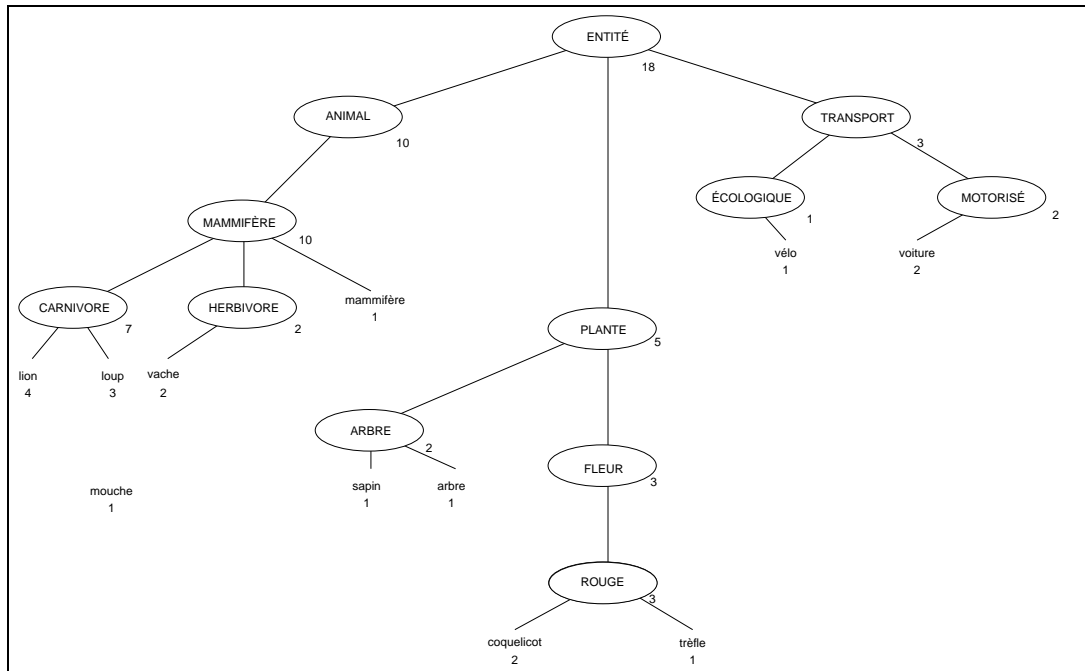 ENTITÉ
18
ANIMAL
10
TRANSPORT
3
ÉCOLOGIQUE
1
MOTORISÉ
2
MAMMIFÈRE
10
vélo
1
voiture
2
CARNIVORE
7
HERBIVORE
2
mammifère
1
PLANTE
5
lion
4
loup
3
vache
2
ARBRE
2
FLEUR
3
sapin
1
arbre
1
mouche
1
ROUGE
3
coquelicot
2
trèfle
1